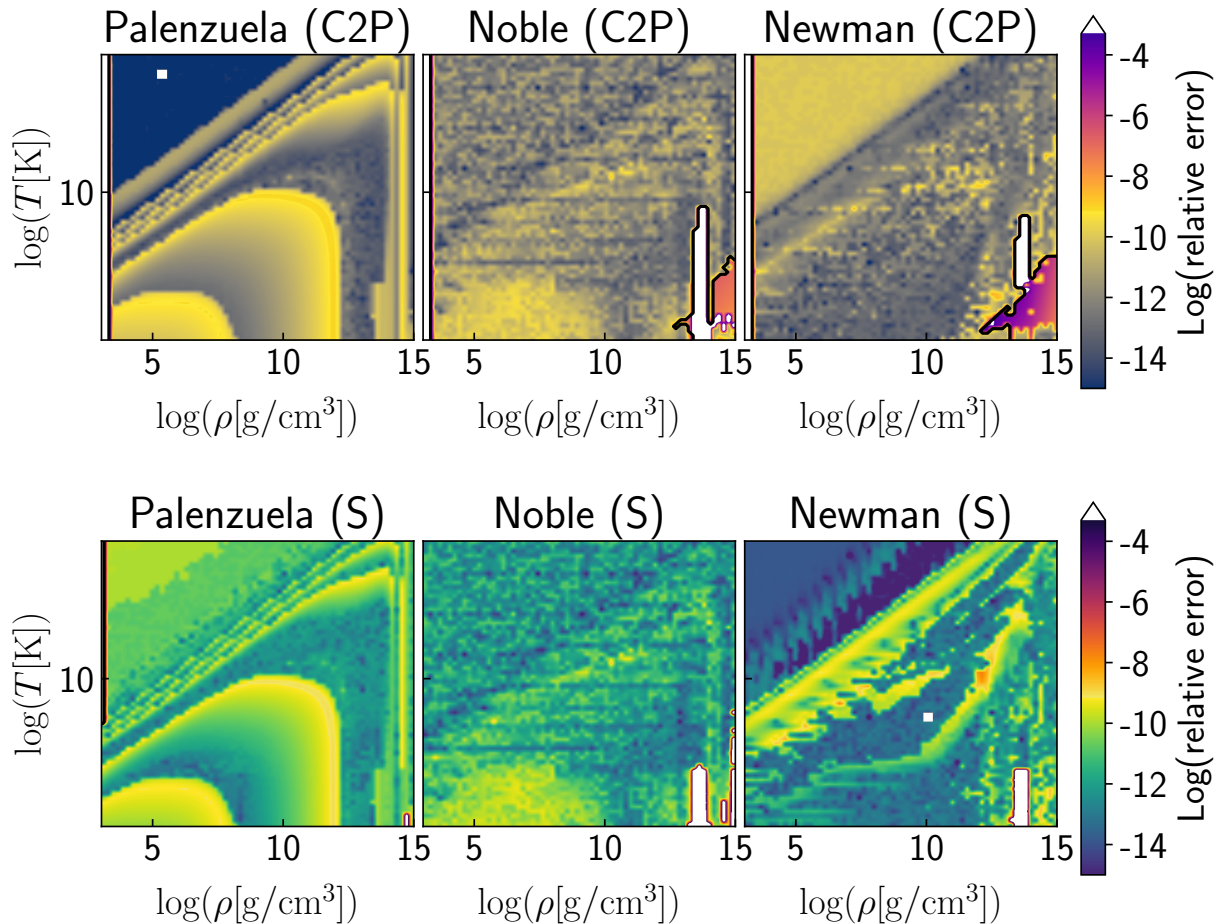 Palenzuela (C2P) Noble (C2P) Newman (C2P)
-4
-6
-8
-10
-12
-14
Log(relative error)
log(T[K])
10
5 10 15 5 10 15 5 10 15
log(ρ[g/cm³]) log(ρ[g/cm³]) log(ρ[g/cm³])
Palenzuela (S) Noble (S) Newman (S)
-4
-6
-8
-10
-12
-14
Log(relative error)
log(T[K])
10
5 10 15 5 10 15 5 10 15
log(ρ[g/cm³]) log(ρ[g/cm³]) log(ρ[g/cm³])